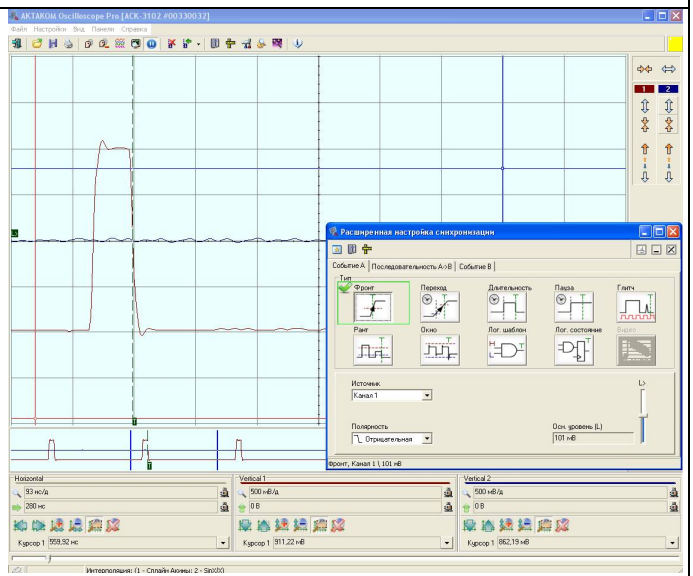 AKTAKOM Oscilloscope Pro [ACK-3102 #00330032]
Файл Настройки Вид Панели Справка
1 2
Расширенная настройка синхронизации
Событие А Последовательность А->В Событие В
Тип
Фронт Переход Длительность Пауза Глитч
Рант Окно Лог. шаблон Лог. состояние Видео
Источник L>
Канал 1
Полярность Осн. уровень (L)
Отрицательная 101 мВ
Фронт, Канал 1 \ 101 мВ
Horizontal Vertical 1 Vertical 2
93 нс/д 500 мВ/д 500 мВ/д
280 нс 0 В 0 В
Курсор 1 559,92 нс Курсор 1 911,22 мВ Курсор 1 862,19 мВ
Интерполяция: (1 - Сплайн Акимы; 2 - Sin(X)/X)